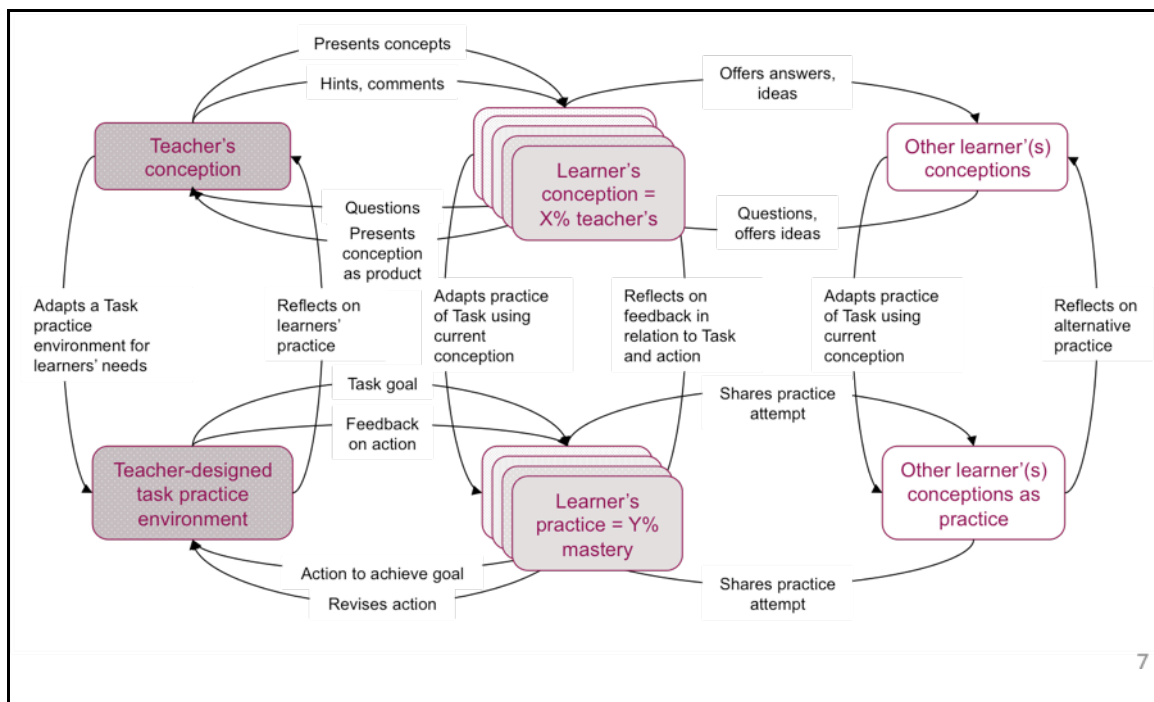 Presents concepts
Hints, comments
Offers answers,
ideas
Teacher's
conception
Learner's
conception =
X% teacher's
Other learner'(s)
conceptions
Questions
Presents
conception
as product
Questions,
offers ideas
Adapts a Task
practice
environment for
learners' needs
Reflects on
learners'
practice
Adapts practice
of Task using
current
conception
Reflects on
feedback in
relation to Task
and action
Adapts practice
of Task using
current
conception
Reflects on
alternative
practice
Task goal
Feedback
on action
Shares practice
attempt
Teacher-designed
task practice
environment
Learner's
practice = Y%
mastery
Other learner'(s)
conceptions as
practice
Action to achieve goal
Revises action
Shares practice
attempt
7